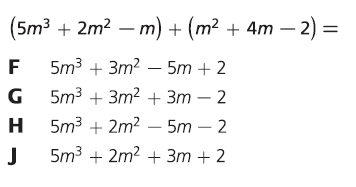 (5m³ + 2m² − m) + (m² + 4m − 2) =
F 5m³ + 3m² − 5m + 2
G 5m³ + 3m² + 3m − 2
H 5m³ + 2m² − 5m − 2
J 5m³ + 2m² + 3m + 2